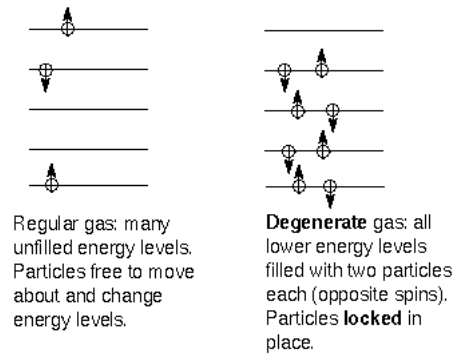 Regular gas: many
unfilled energy levels.
Particles free to move
about and change
energy levels.
Degenerate gas: all
lower energy levels
filled with two particles
each (opposite spins).
Particles locked in
place.